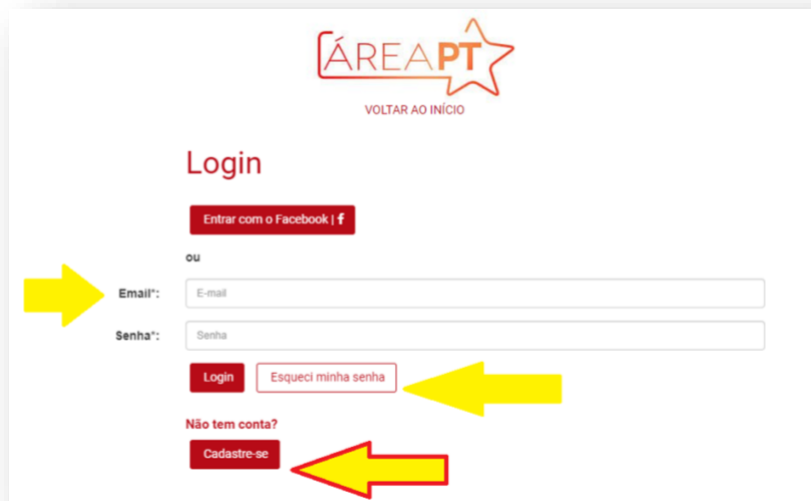 ÁREAPT
VOLTAR AO INÍCIO
Login
Entrar com o Facebook | f
ou
Email*:
E-mail
Senha*:
Senha
Login
Esqueci minha senha
Não tem conta?
Cadastre-se